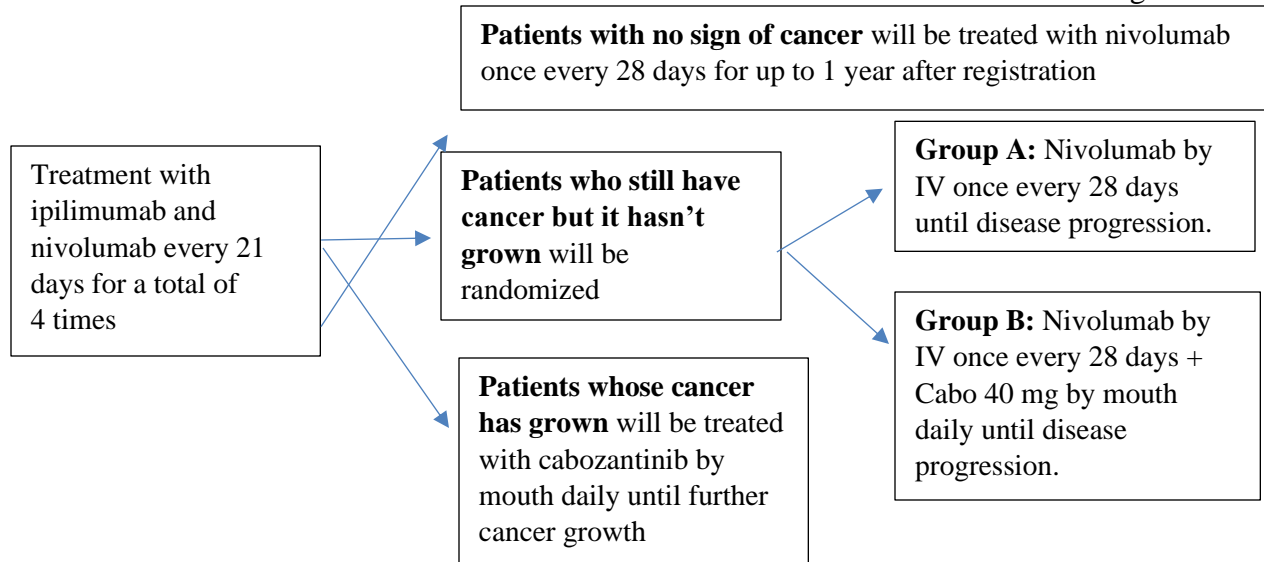 Patients with no sign of cancer will be treated with nivolumab
once every 28 days for up to 1 year after registration
Treatment with
ipilimumab and
nivolumab every 21
days for a total of
4 times
Patients who still have
cancer but it hasn’t
grown will be
randomized
Patients whose cancer
has grown will be treated
with cabozantinib by
mouth daily until further
cancer growth
Group A: Nivolumab by
IV once every 28 days
until disease progression.
Group B: Nivolumab by
IV once every 28 days +
Cabo 40 mg by mouth
daily until disease
progression.